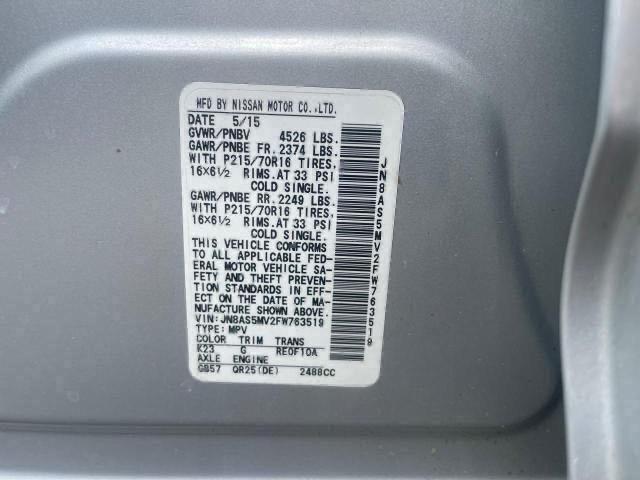 MFD BY NISSAN MOTOR CO.,LTD.
DATE 5/15
GVWR/PNBV 4526 LBS.
GAWR/PNBE FR. 2374 LBS.
WITH P215/70R16 TIRES,
16X6½ RIMS.AT 33 PSI
COLD SINGLE.
GAWR/PNBE RR. 2249 LBS.
WITH P215/70R16 TIRES,
16X6½ RIMS.AT 33 PSI
COLD SINGLE.
THIS VEHICLE CONFORMS
TO ALL APPLICABLE FED-
ERAL MOTOR VEHICLE SA-
FETY AND THEFT PREVEN-
TION STANDARDS IN EFF-
ECT ON THE DATE OF MA-
NUFACTURE SHOWN ABOVE.
VIN: JN8AS5MV2FW763519
TYPE: MPV
COLOR TRIM TRANS
K23 G RE0F10A
AXLE ENGINE
GB57 QR25(DE) 2488CC
JN8AS5MV2FW763519